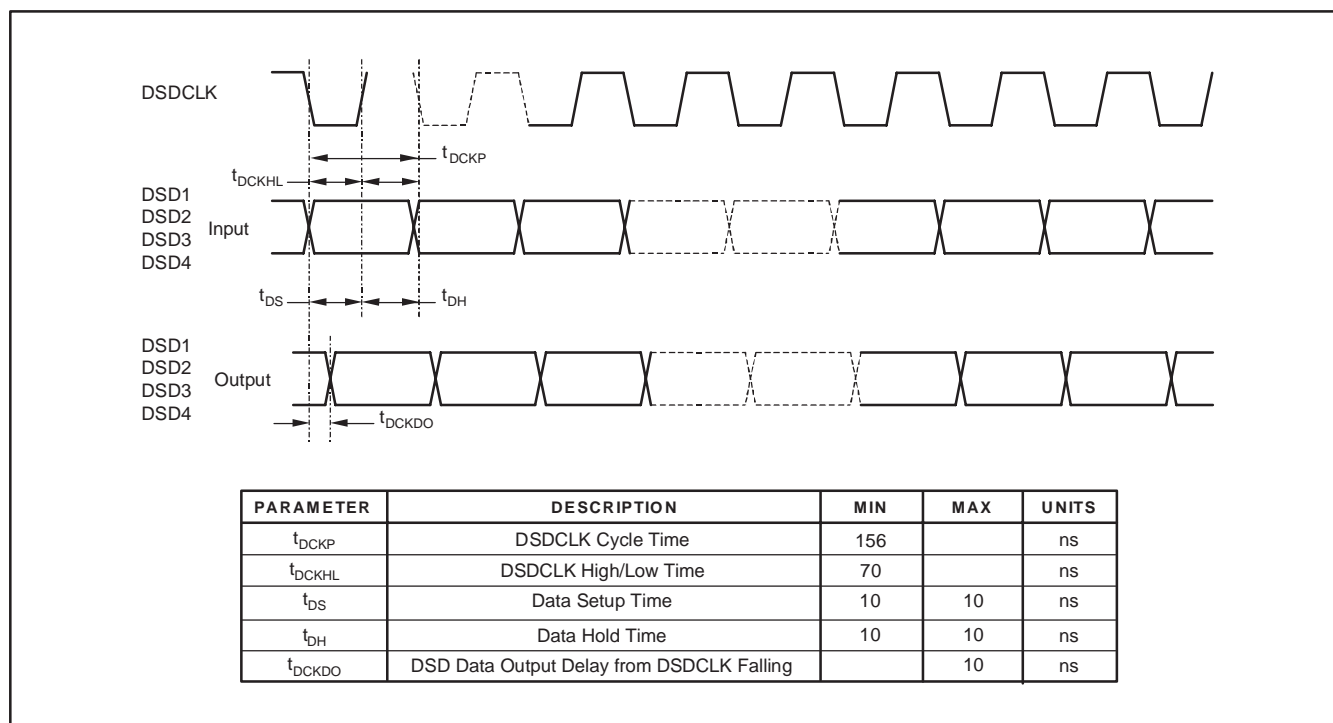 DSDCLK
tDCKP
tDCKHL
DSD1
DSD2
DSD3
DSD4
Input
tDS
tDH
DSD1
DSD2
DSD3
DSD4
Output
tDCKDO
PARAMETER DESCRIPTION MIN MAX UNITS
tDCKP DSDCLK Cycle Time 156 ns
tDCKHL DSDCLK High/Low Time 70 ns
tDS Data Setup Time 10 10 ns
tDH Data Hold Time 10 10 ns
tDCKDO DSD Data Output Delay from DSDCLK Falling 10 ns